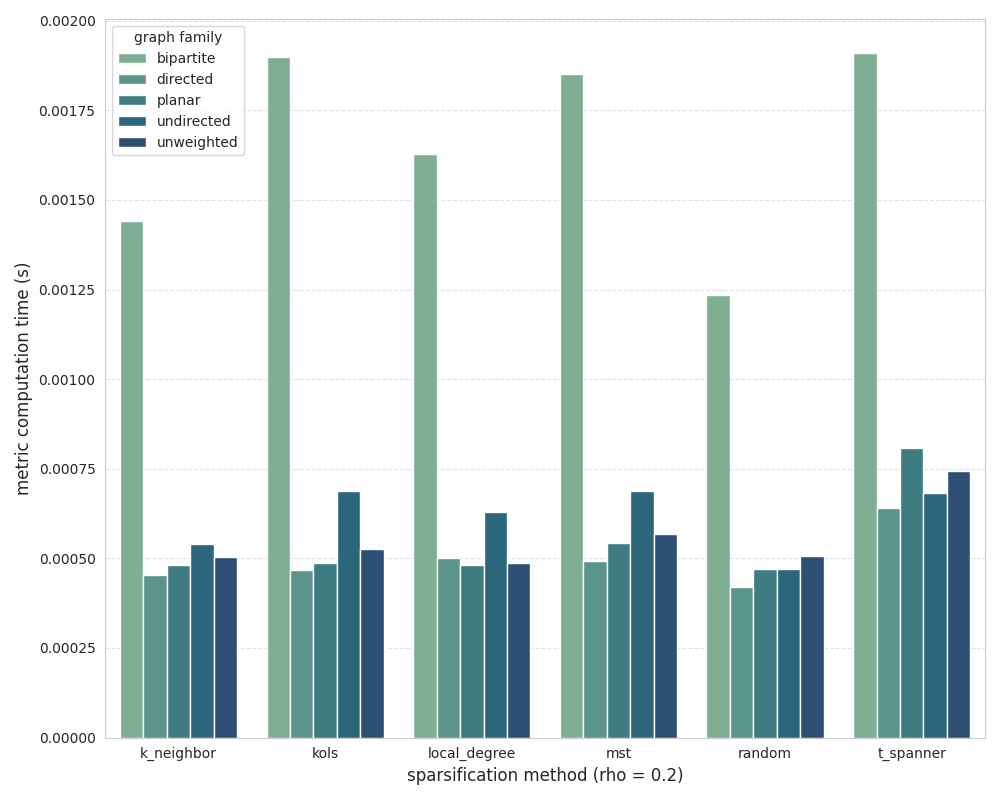 graph family
bipartite
directed
planar
undirected
unweighted
metric computation time (s)
0.00200
0.00175
0.00150
0.00125
0.00100
0.00075
0.00050
0.00025
0.00000
k_neighbor kols local_degree mst random t_spanner
sparsification method (rho = 0.2)